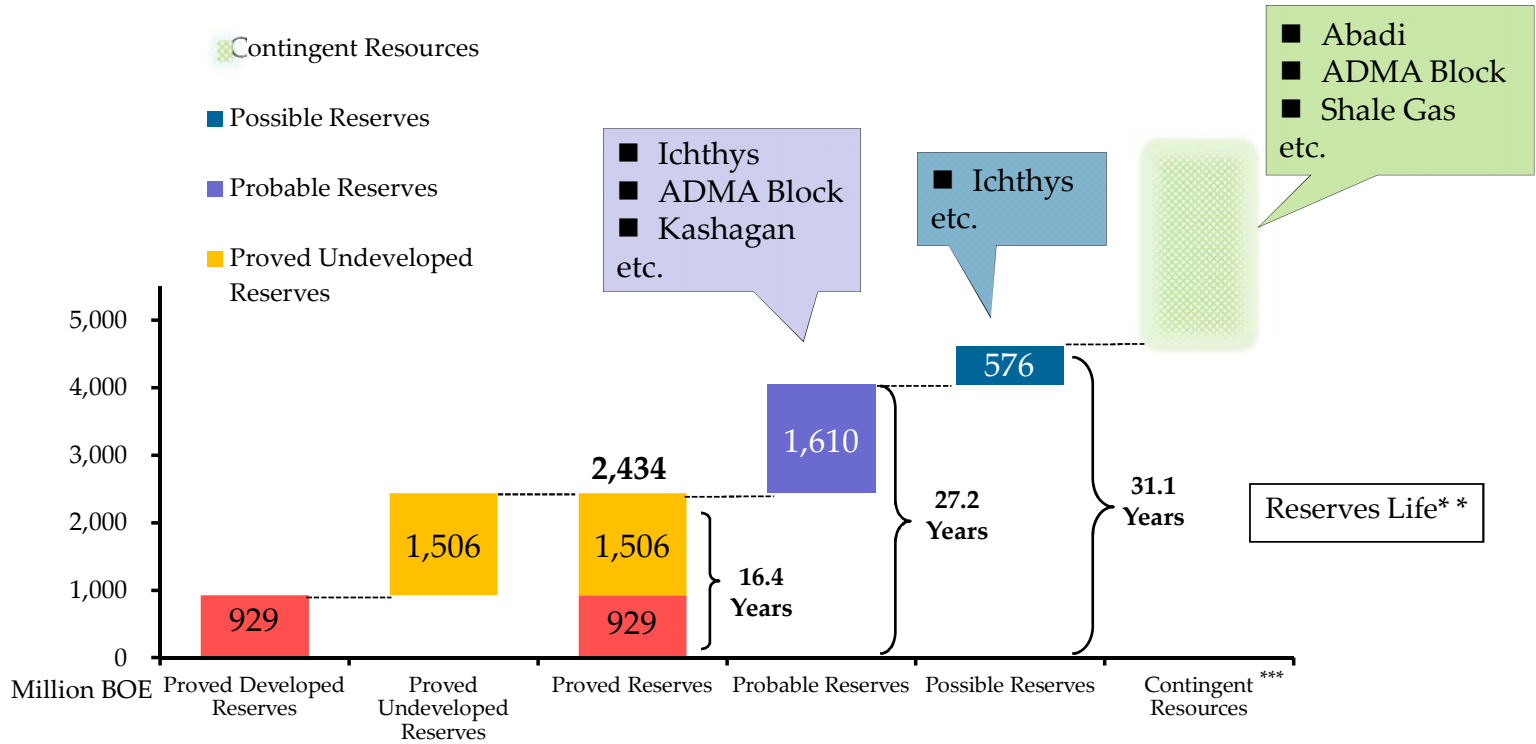 Contingent Resources
Possible Reserves
Probable Reserves
Proved Undeveloped
Reserves
■ Ichthys
■ ADMA Block
■ Kashagan
etc.
■ Ichthys
etc.
■ Abadi
■ ADMA Block
■ Shale Gas
etc.
5,000
4,000
3,000
2,000
1,000
0
Million BOE
929
1,506
2,434
1,506
929
16.4
Years
1,610
27.2
Years
576
31.1
Years
Reserves Life* *
Proved Developed
Reserves
Proved
Undeveloped
Reserves
Proved Reserves
Probable Reserves
Possible Reserves
Contingent ***
Resources